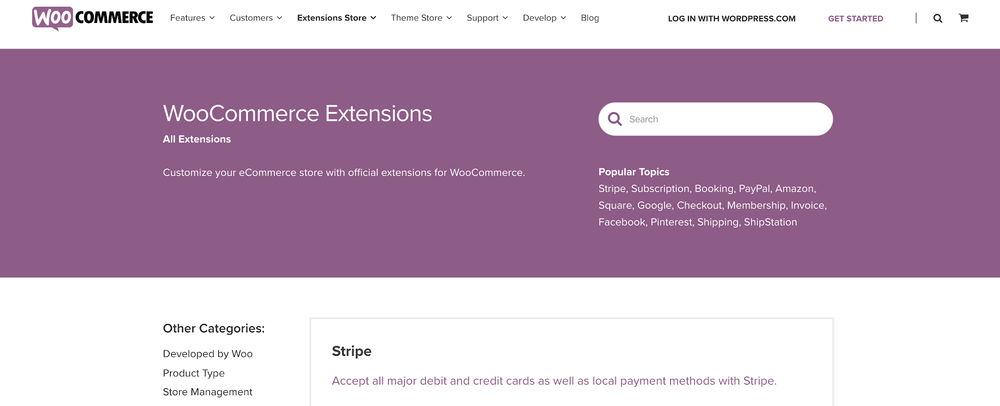 WOO COMMERCE Features Customers Extensions Store Theme Store Support Develop Blog LOG IN WITH WORDPRESS.COM GET STARTED
WooCommerce Extensions
All Extensions
Customize your eCommerce store with official extensions for WooCommerce.
Search
Popular Topics
Stripe, Subscription, Booking, PayPal, Amazon,
Square, Google, Checkout, Membership, Invoice,
Facebook, Pinterest, Shipping, ShipStation
Other Categories:
Developed by Woo
Product Type
Store Management
Stripe
Accept all major debit and credit cards as well as local payment methods with Stripe.